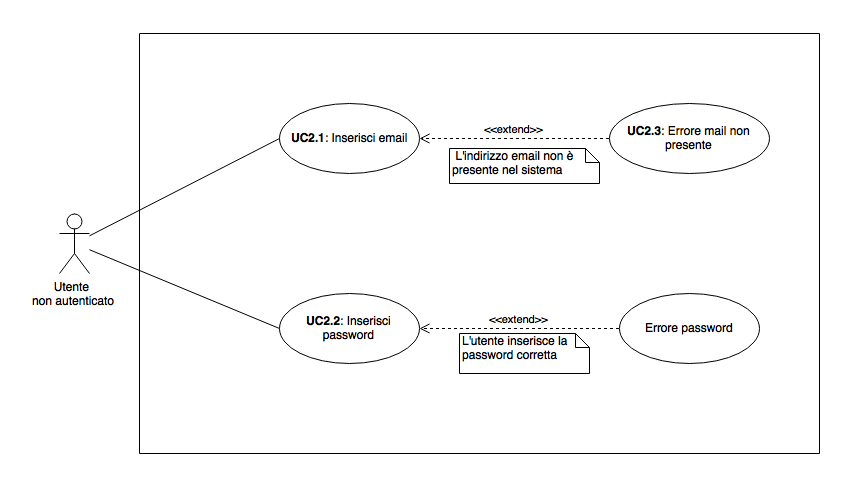 <<extend>>
UC2.1: Inserisci email
UC2.3: Errore mail non
presente
L'indirizzo email non è
presente nel sistema
Utente
non autenticato
<<extend>>
UC2.2: Inserisci
password
Errore password
L'utente inserisce la
password corretta